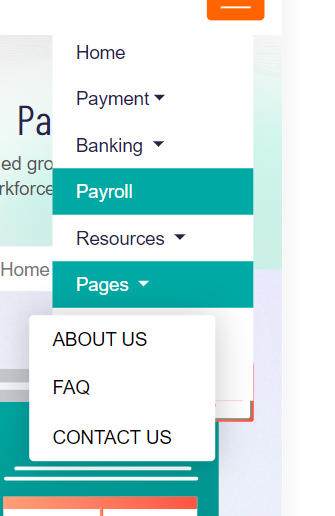 Home
Payment
Pa
Banking
ed gro
rkforce
Payroll
Resources
Home
Pages
ABOUT US
FAQ
CONTACT US